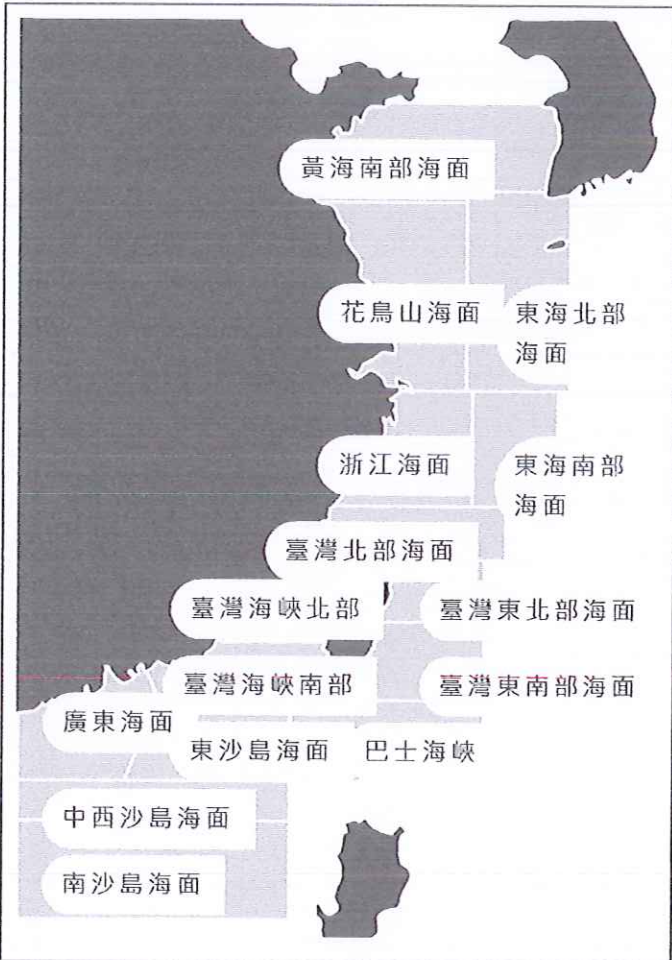 黃海南部海面
花鳥山海面
東海北部
海面
浙江海面
東海南部
海面
臺灣北部海面
臺灣海峽北部
臺灣東北部海面
臺灣海峽南部
臺灣東南部海面
廣東海面
東沙島海面
巴士海峽
中西沙島海面
南沙島海面